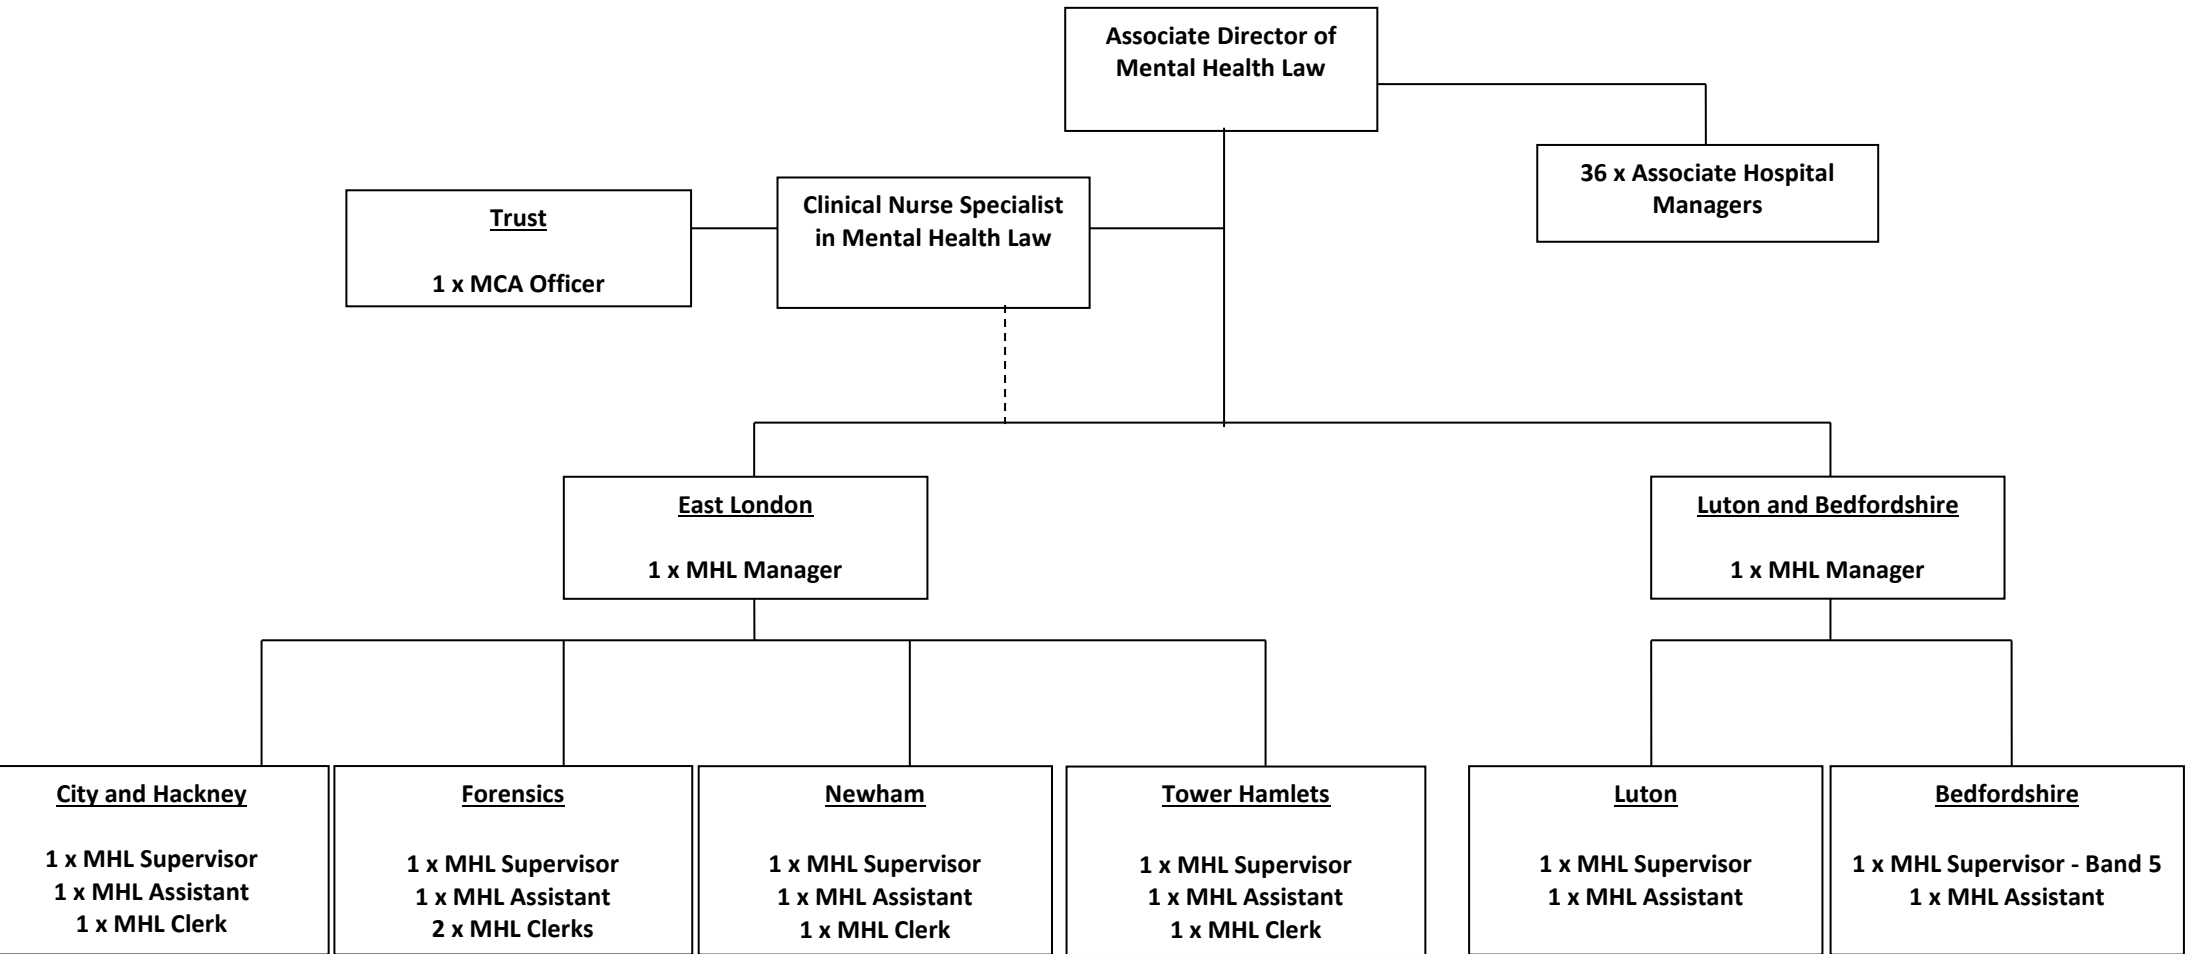 Associate Director of
Mental Health Law
36 x Associate Hospital
Managers
Clinical Nurse Specialist
in Mental Health Law
Trust
1 x MCA Officer
East London
1 x MHL Manager
Luton and Bedfordshire
1 x MHL Manager
City and Hackney
1 x MHL Supervisor
1 x MHL Assistant
1 x MHL Clerk
Forensics
1 x MHL Supervisor
1 x MHL Assistant
2 x MHL Clerks
Newham
1 x MHL Supervisor
1 x MHL Assistant
1 x MHL Clerk
Tower Hamlets
1 x MHL Supervisor
1 x MHL Assistant
1 x MHL Clerk
Luton
1 x MHL Supervisor
1 x MHL Assistant
Bedfordshire
1 x MHL Supervisor - Band 5
1 x MHL Assistant